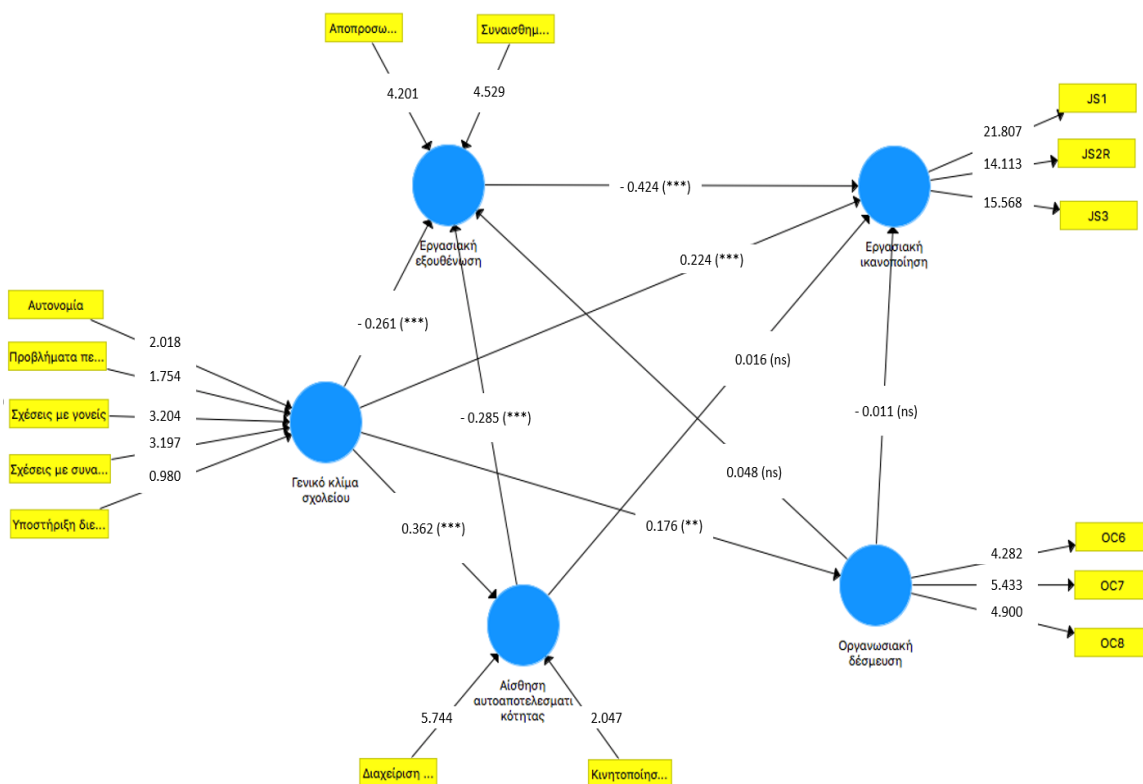 Αποπροσω...
Συναισθημ...
4.201
4.529
JS1
21.807
JS2R
14.113
15.568
JS3
- 0.424 (***)
Εργασιακή
εξουθένωση
Εργασιακή
ικανοποίηση
0.224 (***)
Αυτονομία
- 0.261 (***)
2.018
Προβλήματα πε...
1.754
0.016 (ns)
Σχέσεις με γονείς
3.204
- 0.285 (***)
- 0.011 (ns)
3.197
Σχέσεις με συνα...
0.980
0.048 (ns)
Γενικό κλίμα
σχολείου
Υποστήριξη διε...
0.362 (***)
0.176 (**)
OC6
4.282
OC7
5.433
4.900
OC8
Οργανωσιακή
δέσμευση
Αίσθηση
αυτοαποτελεσματι
κότητας
5.744
2.047
Διαχείριση ...
Κινητοποίησ...